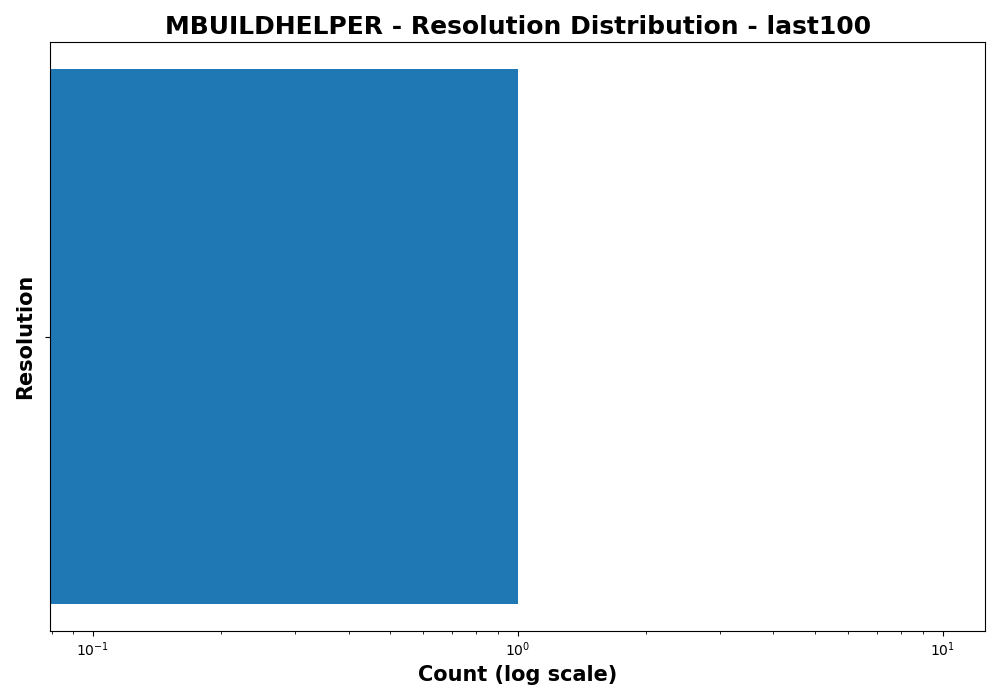 MBUILDHELPER - Resolution Distribution - last100
Resolution
10⁻¹ 10⁰ 10¹
Count (log scale)